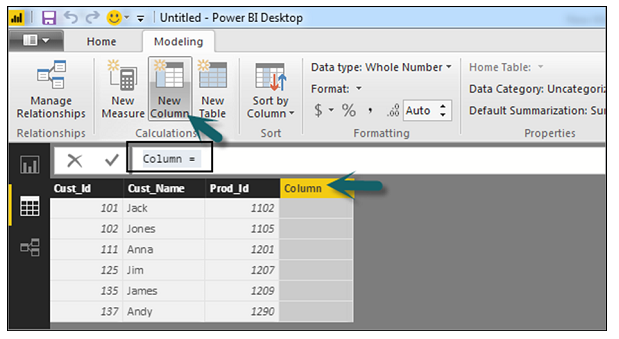 Untitled - Power BI Desktop
Home Modeling
Manage Relationships
New Measure
New Column
New Table
Sort by Column
Data type: Whole Number
Format:
$ % , .00 Auto
Home Table:
Data Category: Uncategoriz
Default Summarization: Su
Relationships Calculations Sort Formatting Properties
Column =
Cust_Id Cust_Name Prod_Id Column
101 Jack 1102
102 Jones 1105
111 Anna 1201
125 Jim 1207
135 James 1209
137 Andy 1290